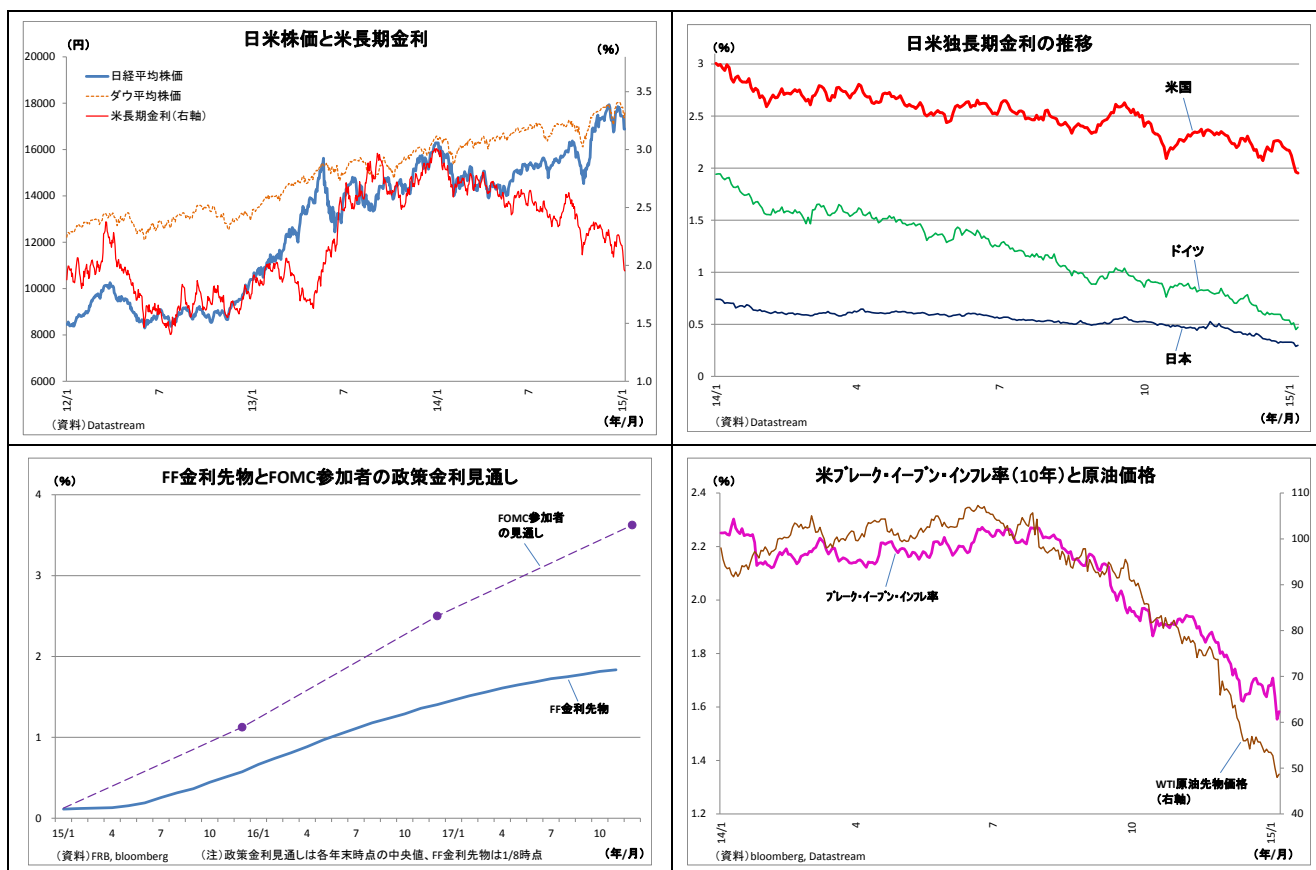 日米株価と米長期金利
(円)
(%)
20000
18000
16000
14000
12000
10000
8000
6000
3.5
3.0
2.5
2.0
1.5
1.0
日経平均株価
ダウ平均株価
米長期金利(右軸)
12/1
7
13/1
7
14/1
7
15/1
(年/月)
(資料)Datastream
日米独長期金利の推移
(%)
3
2.5
2
1.5
1
0.5
0
米国
ドイツ
日本
14/1
4
7
10
15/1
(年/月)
(資料)Datastream
FF金利先物とFOMC参加者の政策金利見通し
(%)
4
3
2
1
0
FOMC参加者
の見通し
FF金利先物
15/1
4
7
10
16/1
4
7
10
17/1
4
7
10
(年/月)
(資料)FRB, bloomberg (注)政策金利見通しは各年末時点の中央値、FF金利先物は1/8時点
米ブレーク・イーブン・インフレ率(10年)と原油価格
(%)
2.4
2.2
2.0
1.8
1.6
1.4
1.2
110
100
90
80
70
60
50
40
ブレーク・イーブン・インフレ率
WTI原油先物価格
(右軸)
14/1
4
7
10
15/1
(年/月)
(資料)bloomberg, Datastream